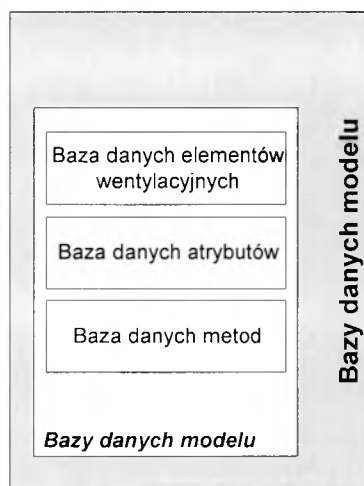 Baza danych elementów
wentylacyjnych
Baza danych atrybutów
Baza danych metod
Bazy danych modelu
Bazy danych modelu